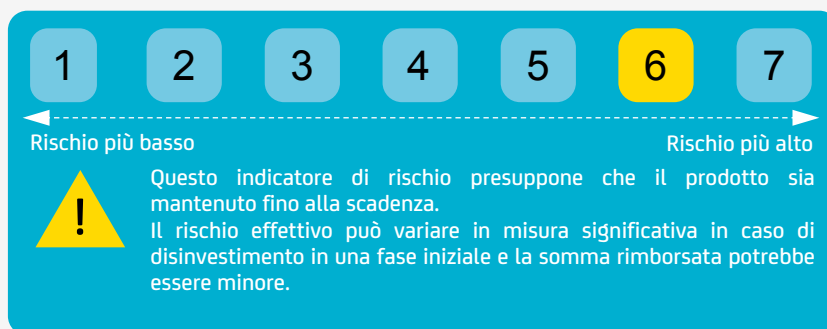 1 2 3 4 5 6 7
Rischio più basso Rischio più alto
!
Questo indicatore di rischio presuppone che il prodotto sia
mantenuto fino alla scadenza.
Il rischio effettivo può variare in misura significativa in caso di
disinvestimento in una fase iniziale e la somma rimborsata potrebbe
essere minore.